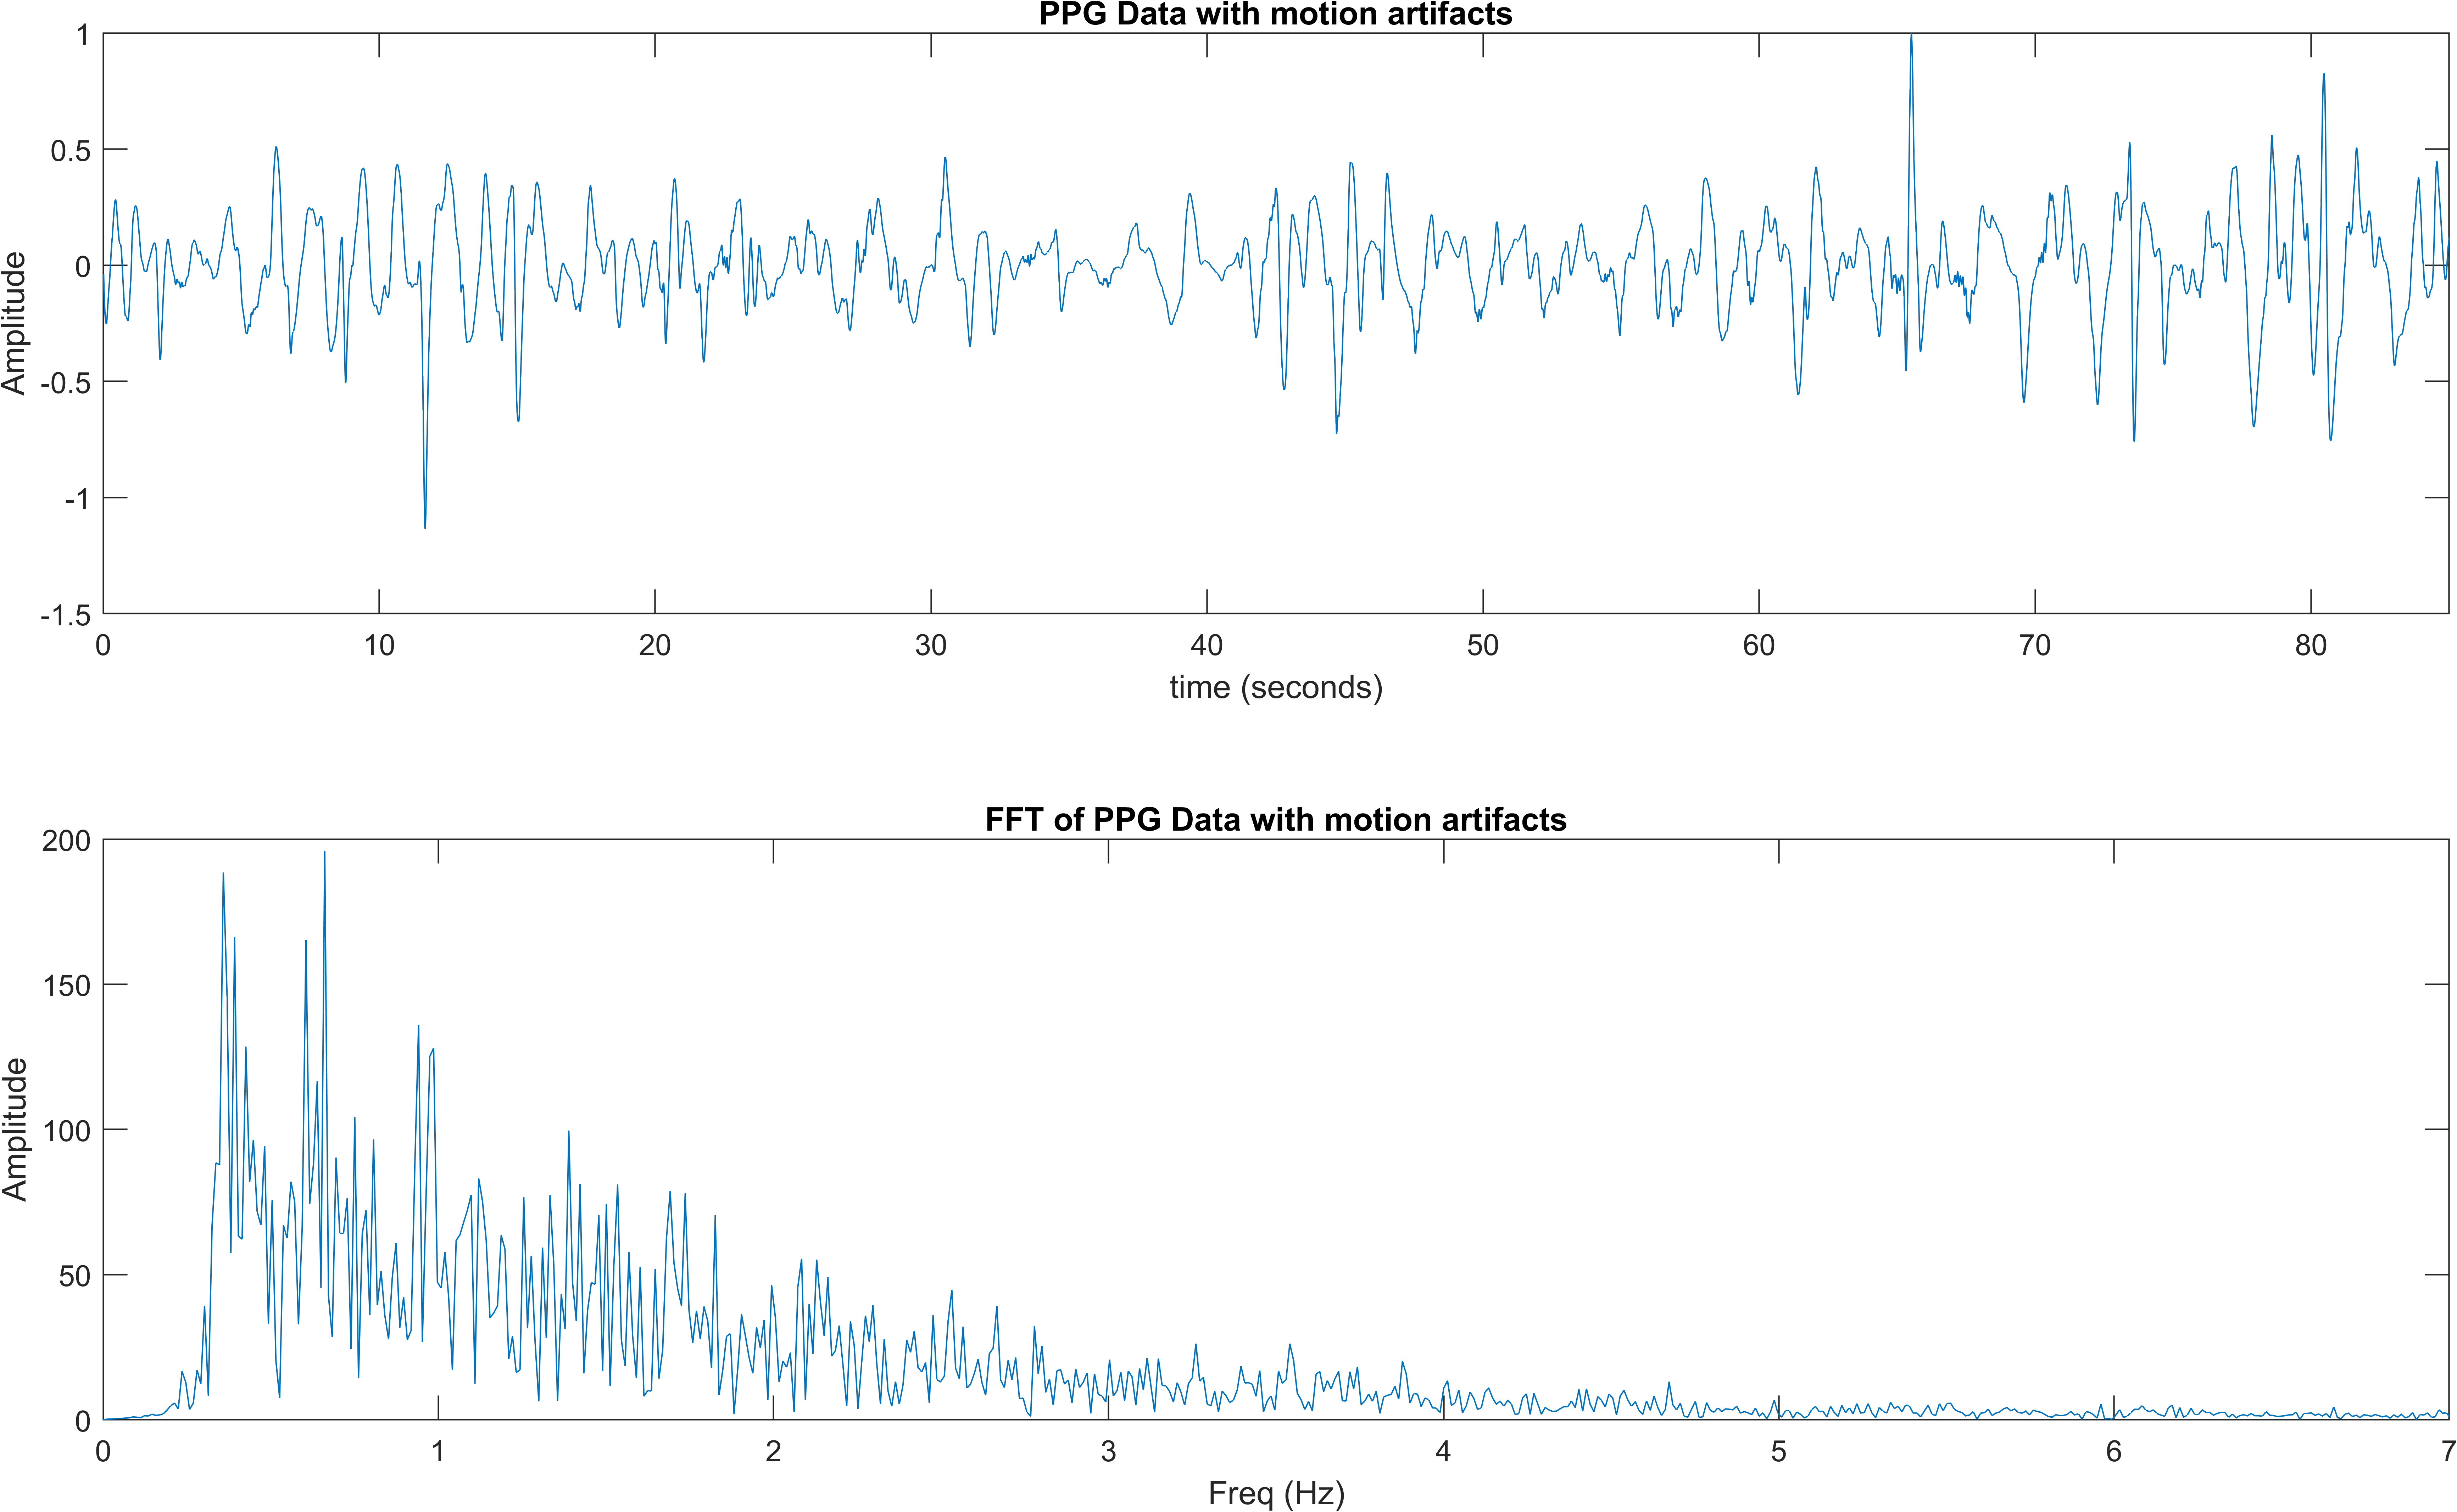 PPG Data with motion artifacts
1
0.5
0
-0.5
-1
-1.5
Amplitude
0 10 20 30 40 50 60 70 80
time (seconds)
FFT of PPG Data with motion artifacts
200
150
100
50
0
Amplitude
0 1 2 3 4 5 6 7
Freq (Hz)